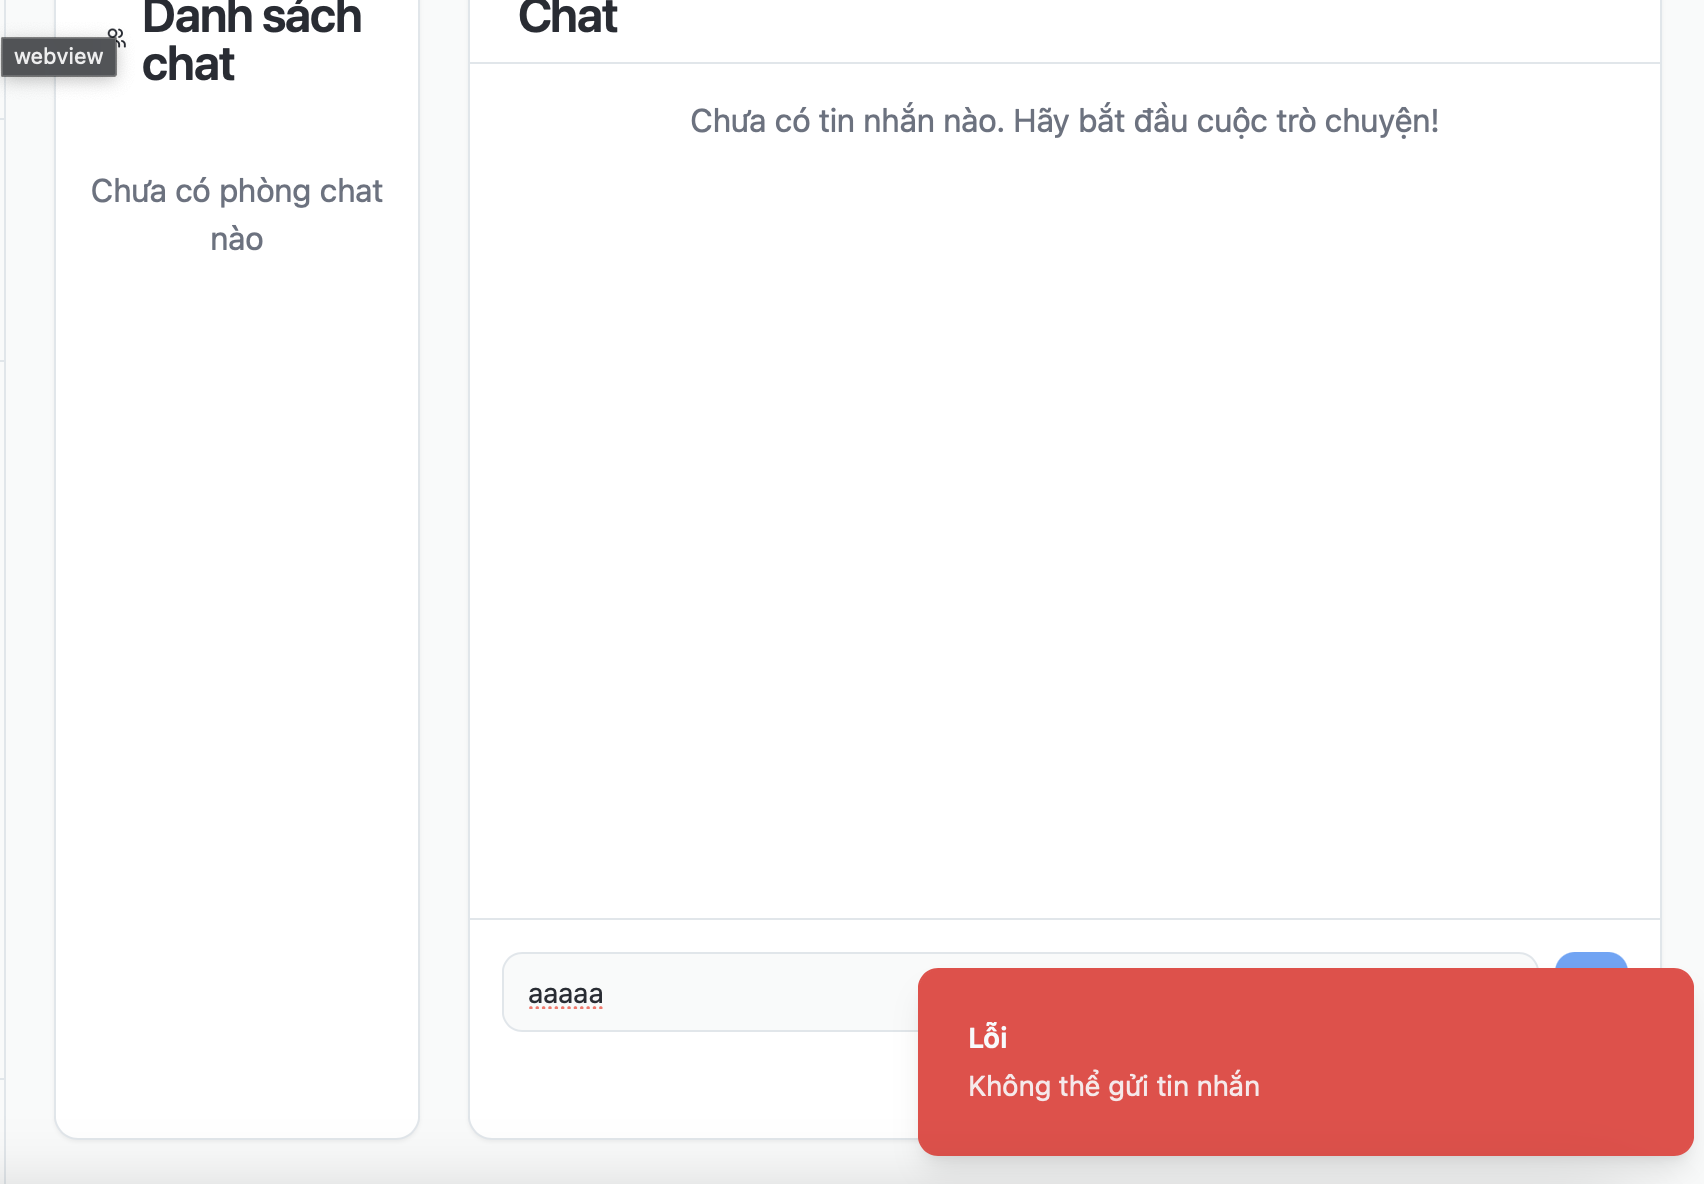 Danh sách
chat
webview
Chưa có phòng chat
nào
Chat
Chưa có tin nhắn nào. Hãy bắt đầu cuộc trò chuyện!
aaaaa
Lỗi
Không thể gửi tin nhắn